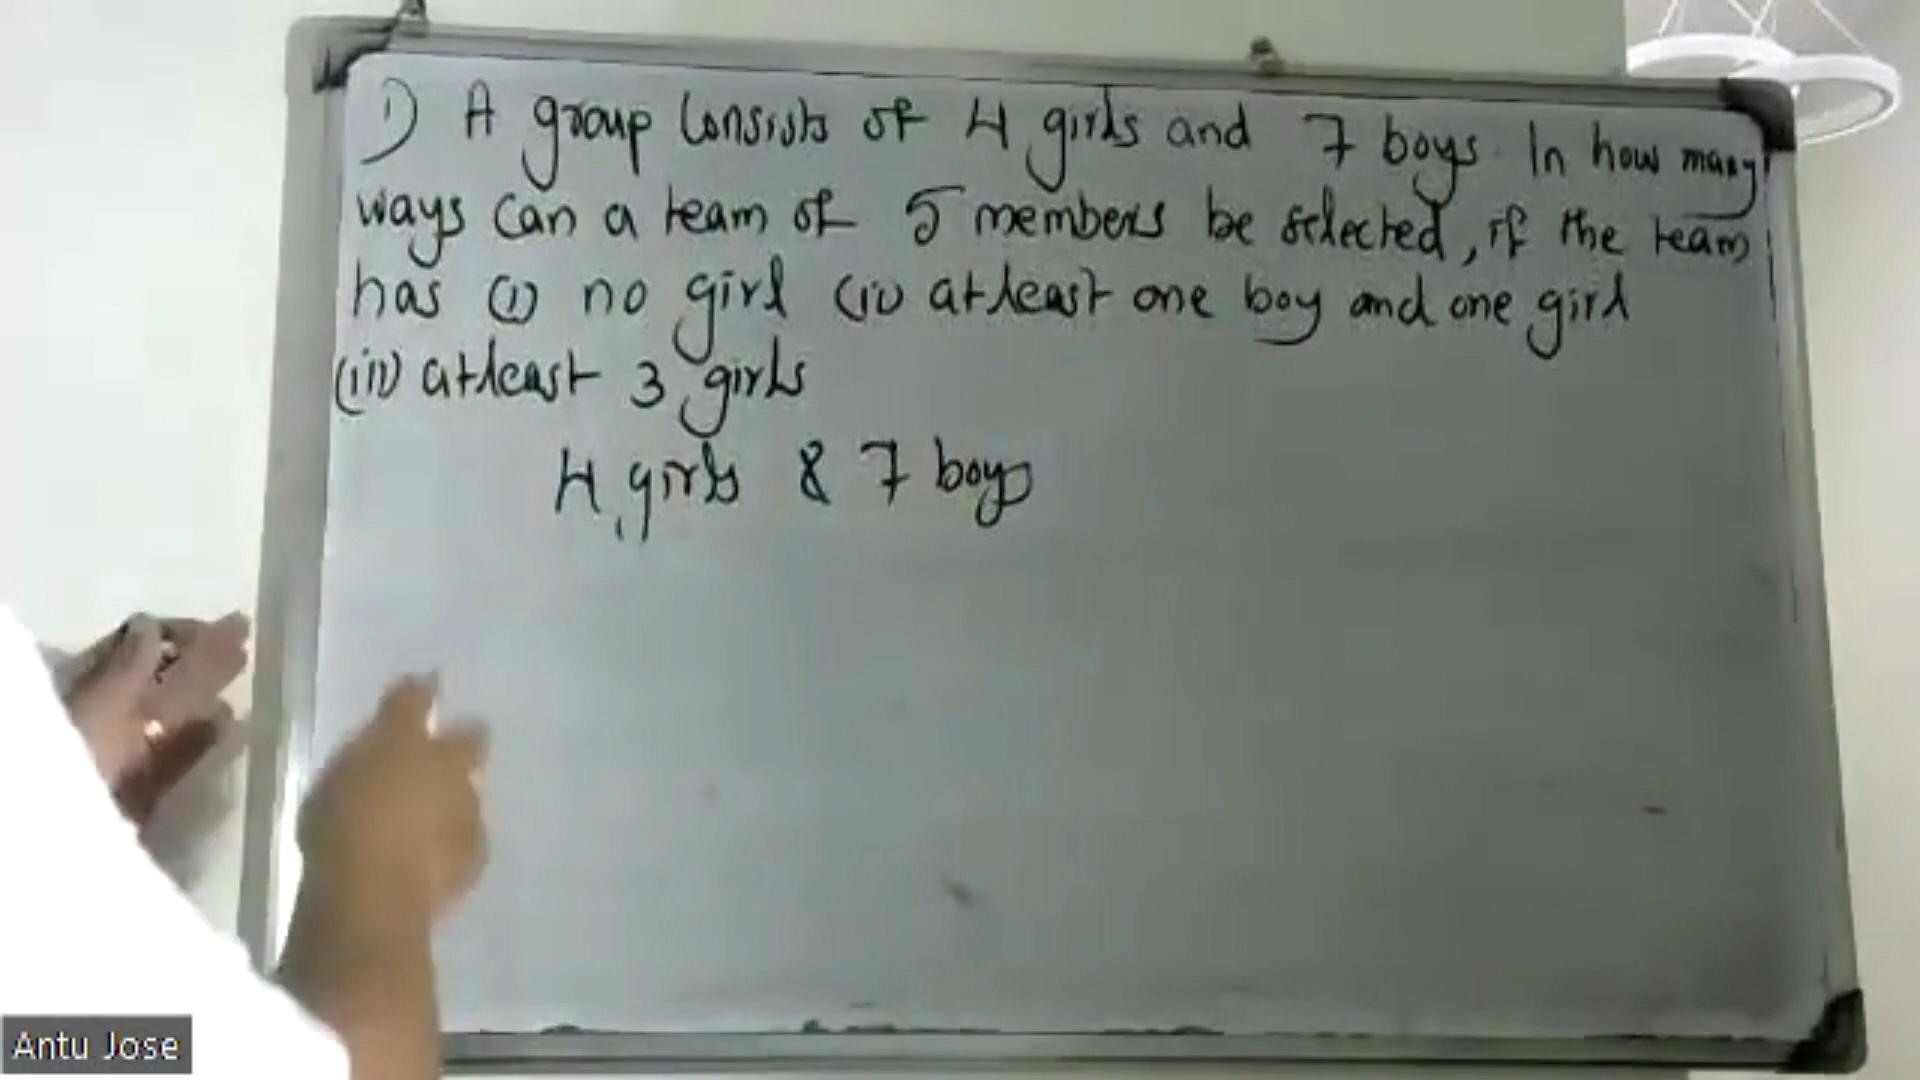 1) A group consists of 4 girls and 7 boys. In how many
ways can a team of 5 members be selected, if the team
has (i) no girl (ii) atleast one boy and one girl
(iii) atleast 3 girls
4 girls & 7 boys
Antu Jose